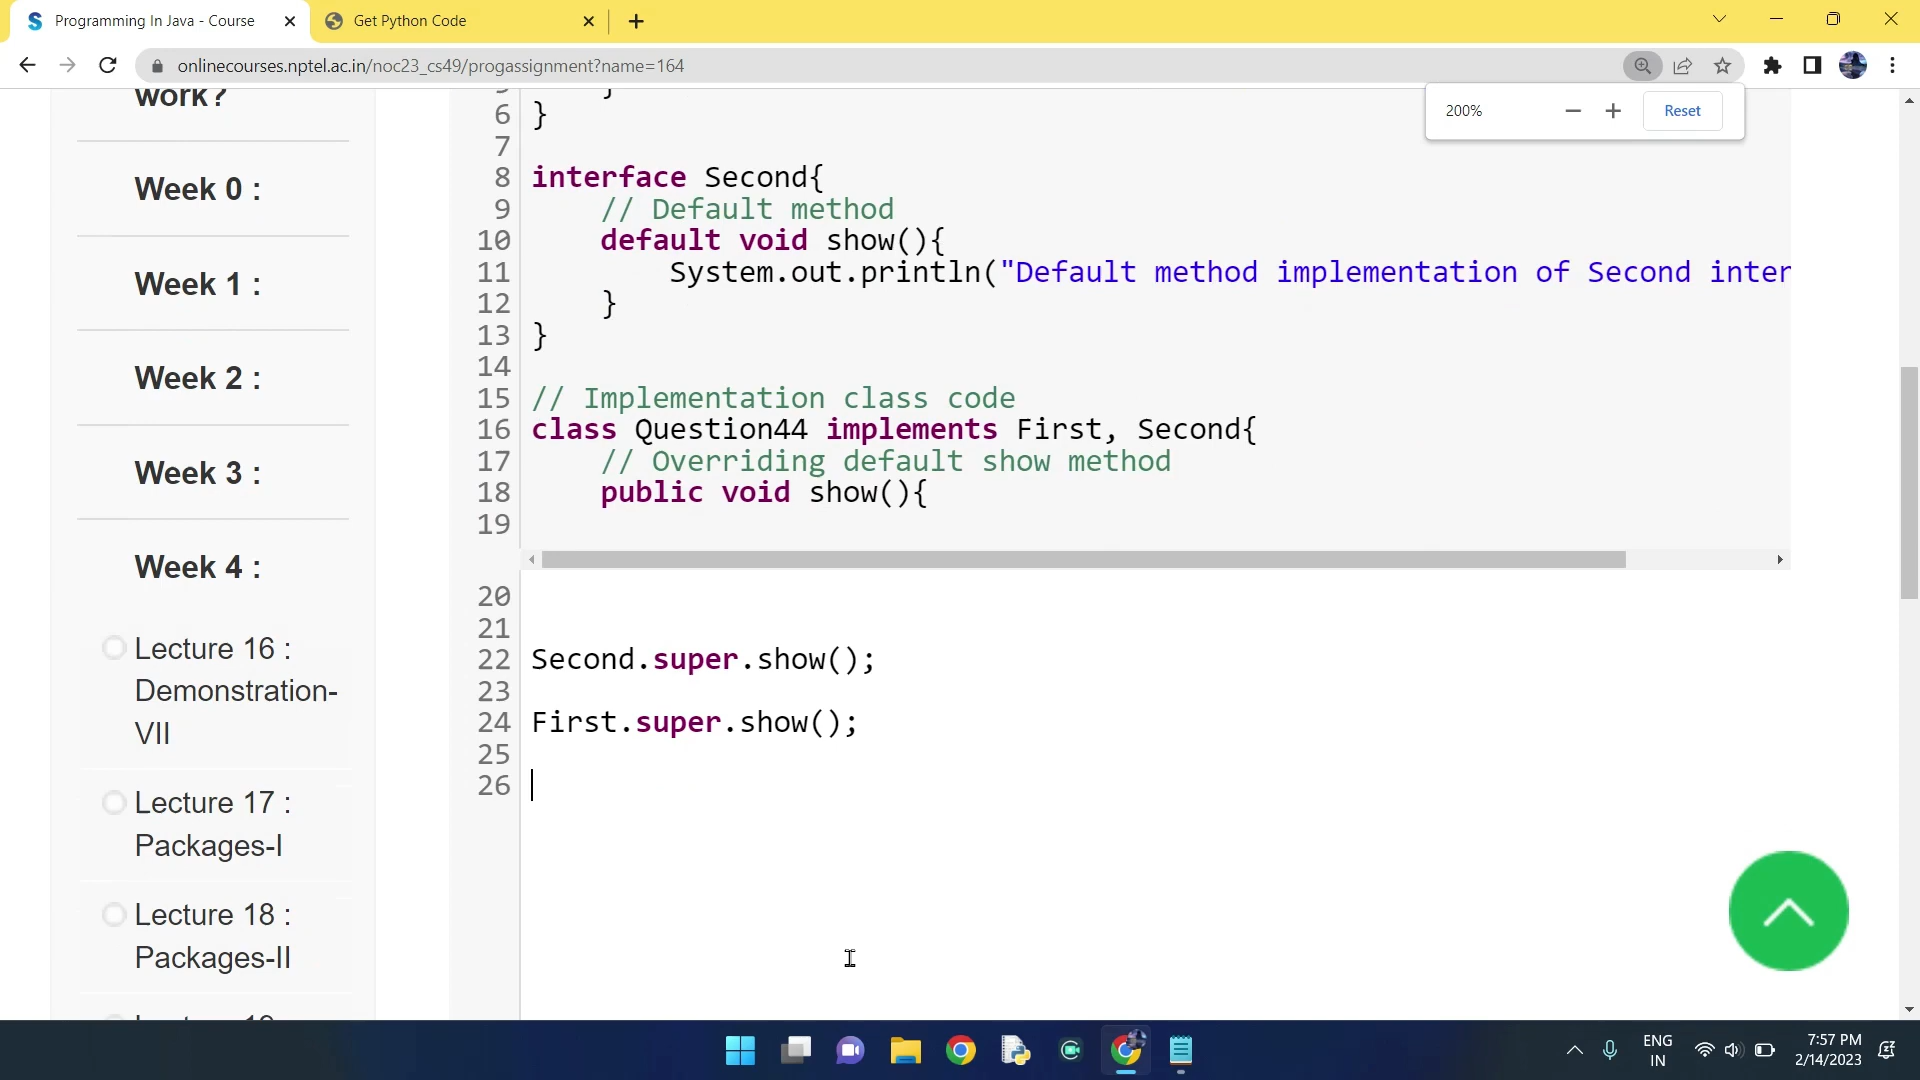 Programming In Java - Course
Get Python Code
onlinecourses.nptel.ac.in/noc23_cs49/progassignment?name=164
200%
Reset
work?
Week 0 :
Week 1 :
Week 2 :
Week 3 :
Week 4 :
Lecture 16 :
Demonstration-
VII
Lecture 17 :
Packages-I
Lecture 18 :
Packages-II
5 }
6 }
7
8 interface Second{
9 // Default method
10 default void show(){
11 System.out.println("Default method implementation of Second inter
12 }
13 }
14
15 // Implementation class code
16 class Question44 implements First, Second{
17 // Overriding default show method
18 public void show(){
19
20
21
22 Second.super.show();
23
24 First.super.show();
25
26
ENG
IN
7:57 PM
2/14/2023